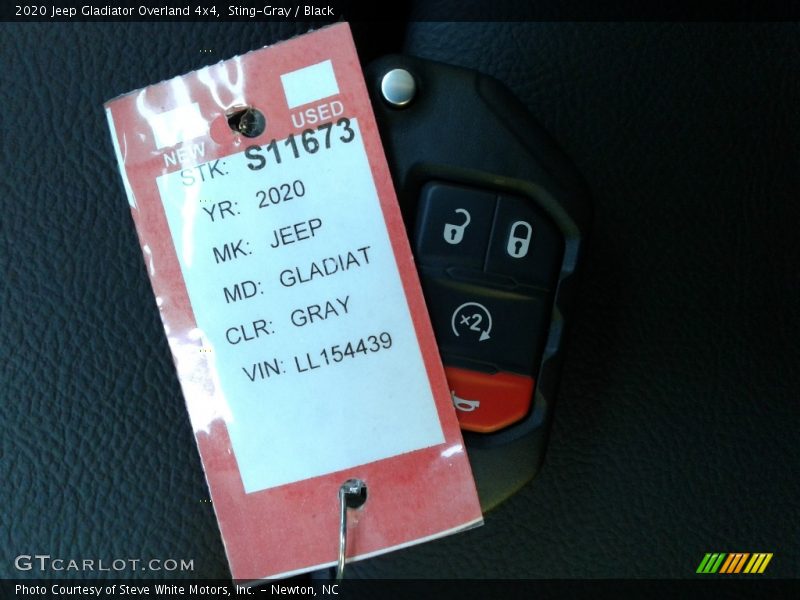 2020 Jeep Gladiator Overland 4x4, Sting-Gray / Black
NEW USED
STK: S11673
YR: 2020
MK: JEEP
MD: GLADIAT
CLR: GRAY
VIN: LL154439
×2
GTCARLOT.COM
Photo Courtesy of Steve White Motors, Inc. – Newton, NC